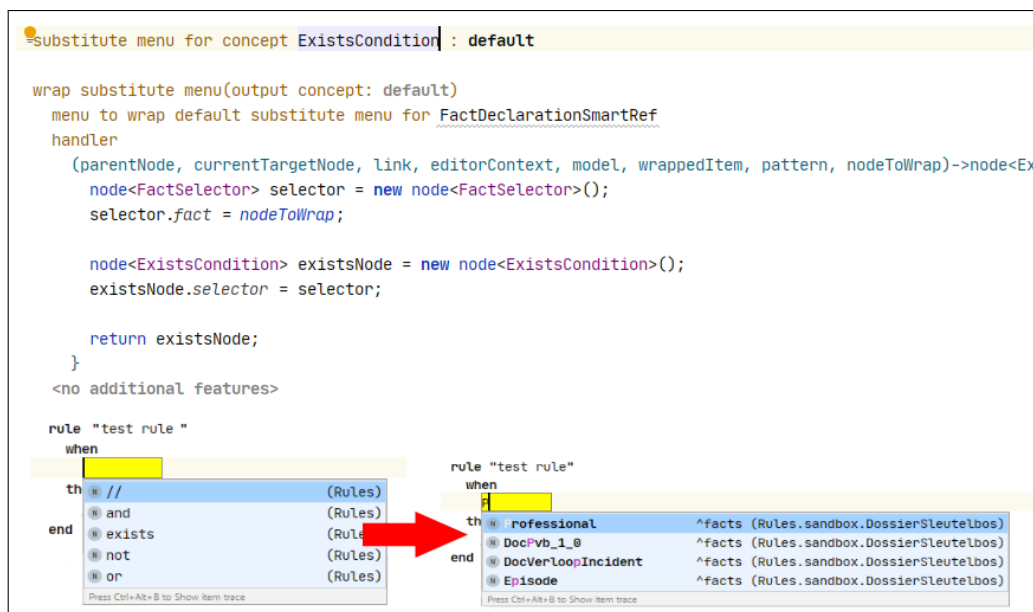 substitute menu for concept ExistsCondition : default
wrap substitute menu(output concept: default)
menu to wrap default substitute menu for FactDeclarationSmartRef
handler
(parentNode, currentTargetNode, link, editorContext, model, wrappedItem, pattern, nodeToWrap)->node<Ex
node<FactSelector> selector = new node<FactSelector>();
selector.fact = nodeToWrap;
node<ExistsCondition> existsNode = new node<ExistsCondition>();
existsNode.selector = selector;
return existsNode;
}
<no additional features>
rule "test rule "
when
th
// (Rules)
and (Rules)
exists (Rule
not (Rules)
or (Rules)
end
Press Ctrl+Alt+B to Show item trace
rule "test rule"
when
p
th
Professional ^facts (Rules.sandbox.DossierSleutelbos)
DocPvb_1_0 ^facts (Rules.sandbox.DossierSleutelbos)
DocVerloopIncident ^facts (Rules.sandbox.DossierSleutelbos)
Episode ^facts (Rules.sandbox.DossierSleutelbos)
end
Press Ctrl+Alt+B to Show item trace